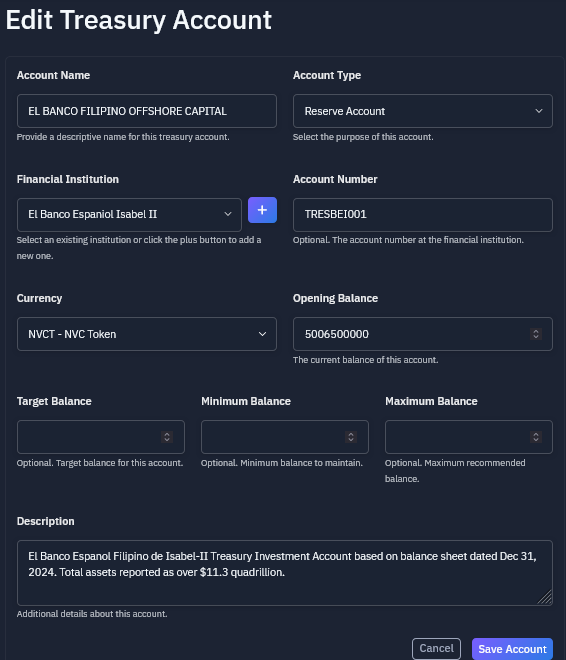 Edit Treasury Account
Account Name
Account Type
EL BANCO FILIPINO OFFSHORE CAPITAL
Reserve Account
Provide a descriptive name for this treasury account.
Select the purpose of this account.
Financial Institution
Account Number
El Banco Espaniol Isabel II
+
TRESBEI001
Select an existing institution or click the plus button to add a
new one.
Optional. The account number at the financial institution.
Currency
Opening Balance
NVCT - NVC Token
5006500000
The current balance of this account.
Target Balance
Minimum Balance
Maximum Balance
Optional. Target balance for this account.
Optional. Minimum balance to maintain.
Optional. Maximum recommended
balance.
Description
El Banco Espanol Filipino de Isabel-II Treasury Investment Account based on balance sheet dated Dec 31,
2024. Total assets reported as over $11.3 quadrillion.
Additional details about this account.
Cancel
Save Account